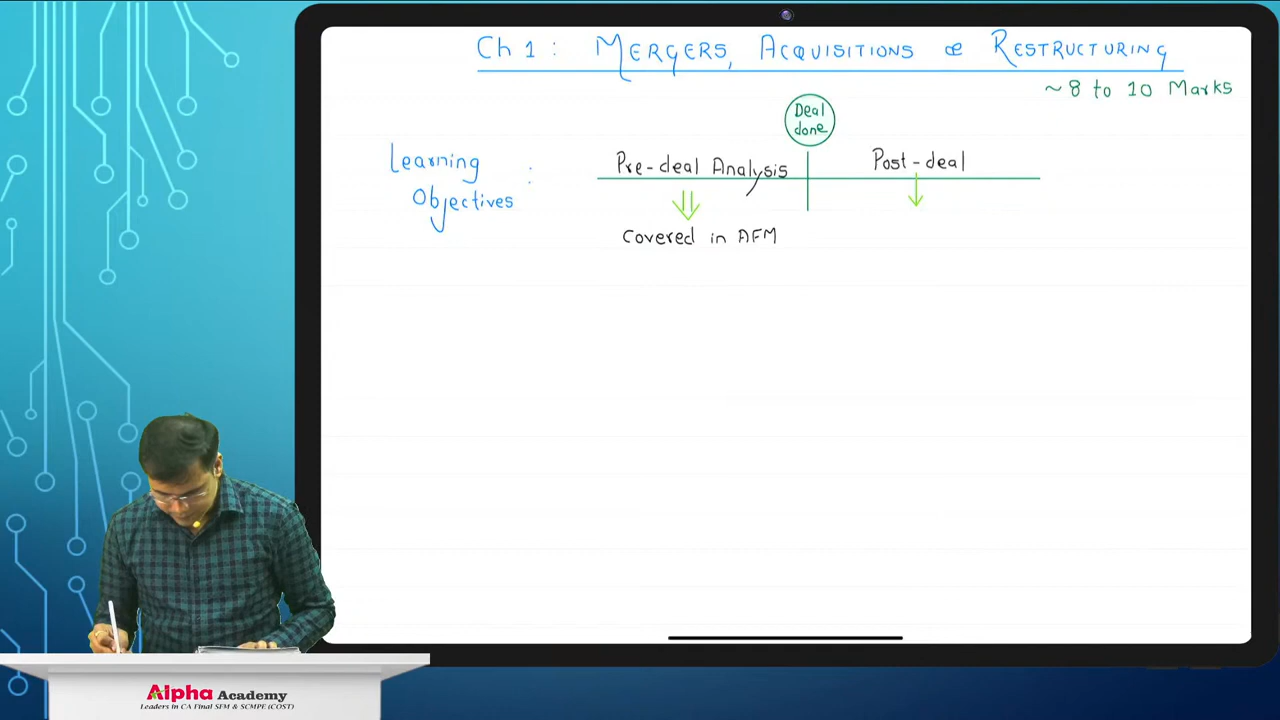 Ch 1 : MERGERS, ACQUISITIONS & RESTRUCTURING
~ 8 to 10 Marks
Deal
done
Learning
Objectives :
Pre-deal Analysis
Post-deal
Covered in AFM
Alpha Academy
Leaders in CA Final SFM & SCMPE (COST)